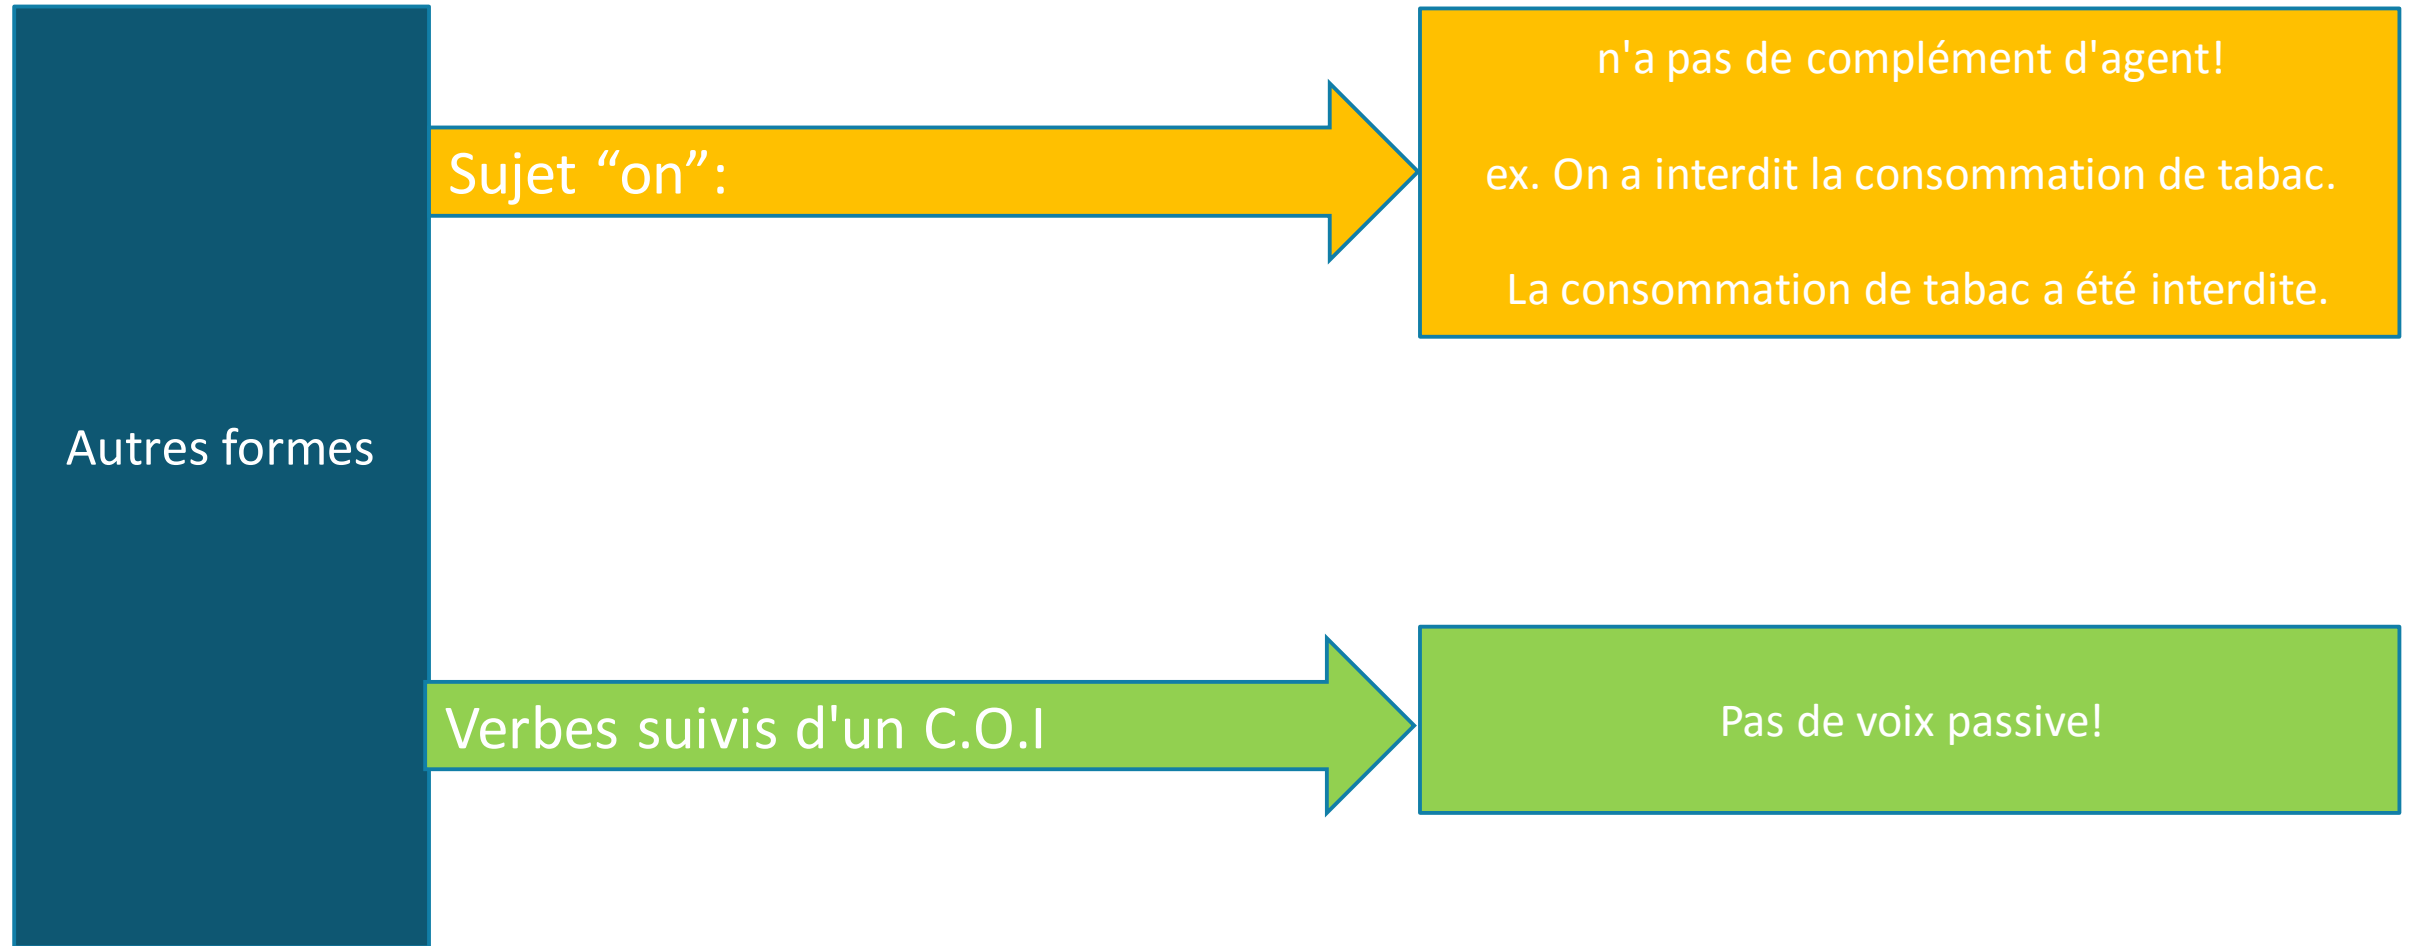 Autres formes
Sujet “on”:
n'a pas de complément d'agent!
ex. On a interdit la consommation de tabac.
La consommation de tabac a été interdite.
Verbes suivis d'un C.O.I
Pas de voix passive!